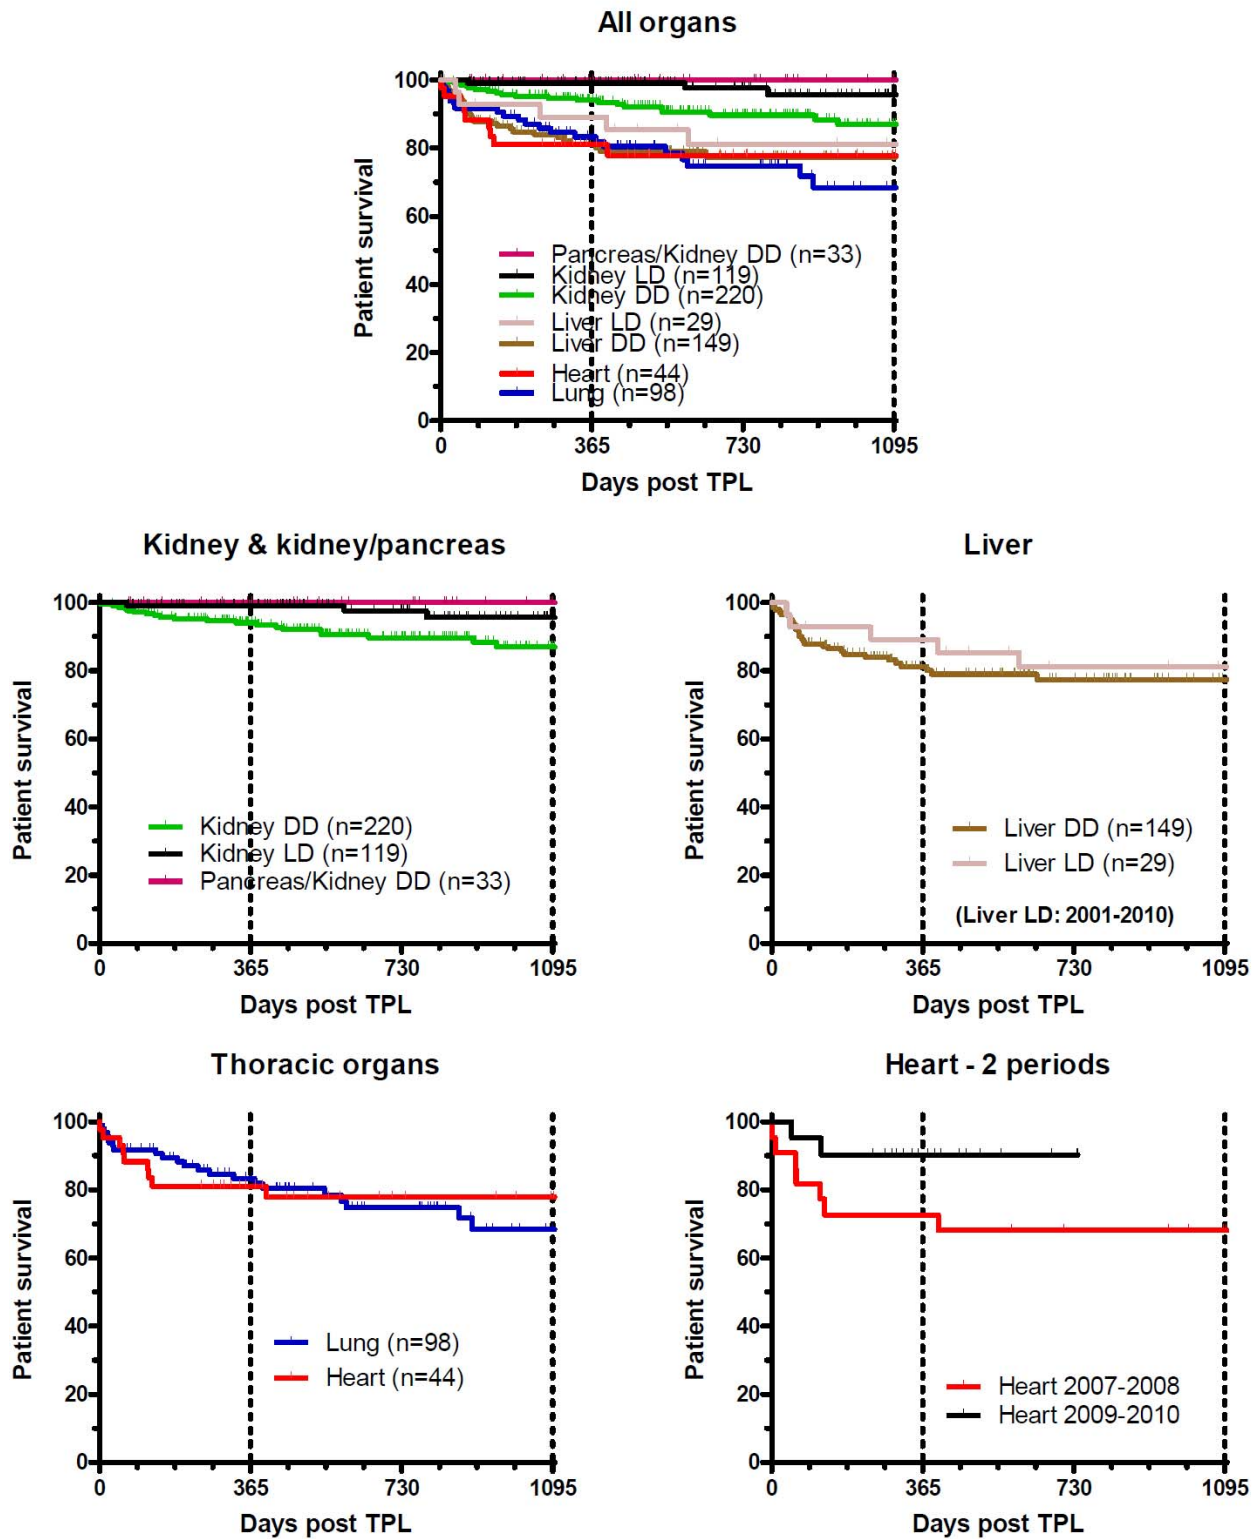 All organs
100
80
60
40
20
0
Patient survival
Pancreas/Kidney DD (n=33)
Kidney LD (n=119)
Kidney DD (n=220)
Liver LD (n=29)
Liver DD (n=149)
Heart (n=44)
Lung (n=98)
0 365 730 1095
Days post TPL
Kidney & kidney/pancreas
100
80
60
40
20
0
Patient survival
Kidney DD (n=220)
Kidney LD (n=119)
Pancreas/Kidney DD (n=33)
0 365 730 1095
Days post TPL
Liver
100
80
60
40
20
0
Patient survival
Liver DD (n=149)
Liver LD (n=29)
(Liver LD: 2001-2010)
0 365 730 1095
Days post TPL
Thoracic organs
100
80
60
40
20
0
Patient survival
Lung (n=98)
Heart (n=44)
0 365 730 1095
Days post TPL
Heart - 2 periods
100
80
60
40
20
0
Patient survival
Heart 2007-2008
Heart 2009-2010
0 365 730 1095
Days post TPL